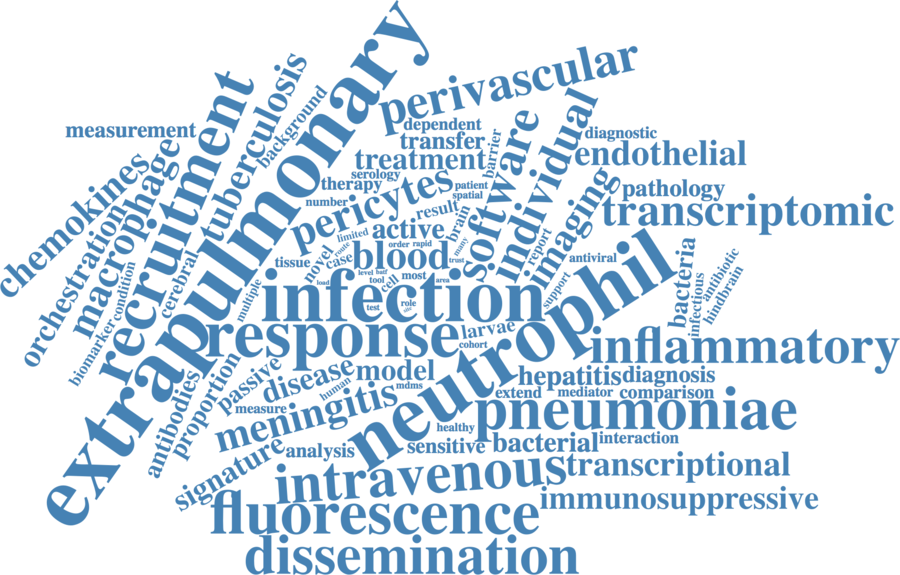 extrapulmonary
perivascular
tuberculosis
recruitment
background
measurement
dependent
transfer
treatment
barrier
software
individual
diagnostic
endothelial
chemokines
macrophage
orchestration
serology
therapy
patient
spatial
number
pericytes
imaging
pathology
transcriptomic
result
brain
limited
active
route
novel
case
blood
order
rapid
many
trust
report
antiviral
condition
cerebral
multiple
tissue
load
level
half
tool
cell
most
area
support
bacteria
infectious
antibiotic
hindbrain
infection
test
role
site
neutrophil
biomarker
response
larvae
cohort
inflammatory
antibodies
proportion
passive
disease
model
human
mdms
measure
hepatitis
diagnosis
extend
mediator
comparison
meningitis
pneumoniae
healthy
signature
analysis
sensitive
bacterial
interaction
intravenous
transcriptional
fluorescence
immunosuppressive
dissemination